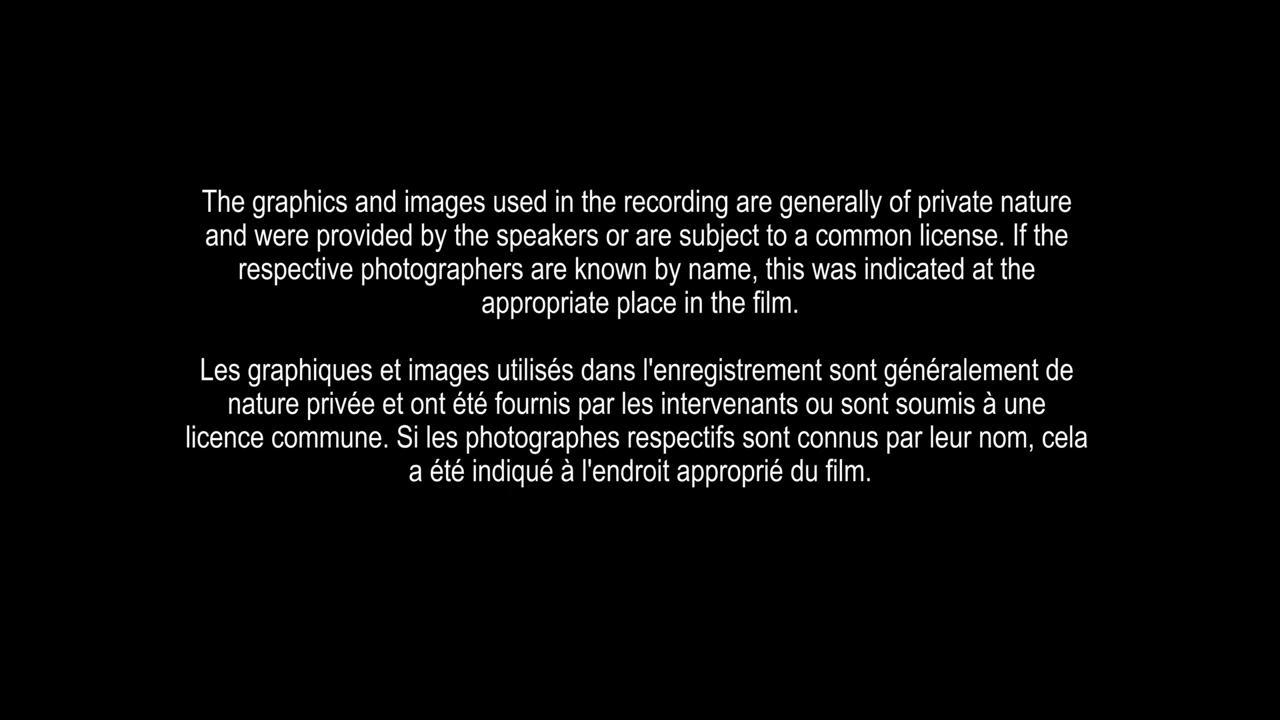 The graphics and images used in the recording are generally of private nature
and were provided by the speakers or are subject to a common license. If the
respective photographers are known by name, this was indicated at the
appropriate place in the film.
Les graphiques et images utilisés dans l'enregistrement sont généralement de
nature privée et ont été fournis par les intervenants ou sont soumis à une
licence commune. Si les photographes respectifs sont connus par leur nom, cela
a été indiqué à l'endroit approprié du film.